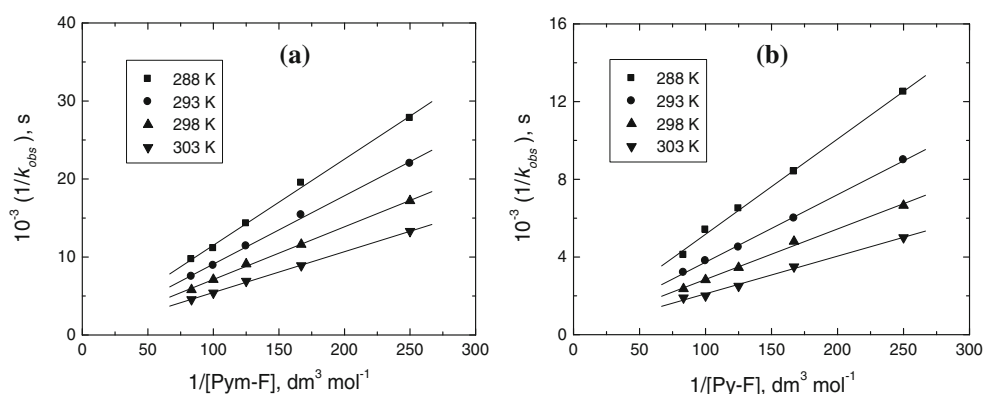 (a)
288 K
293 K
298 K
303 K
10⁻³ (1/k_obs), s
40
30
20
10
0
0 50 100 150 200 250 300
1/[Pym-F], dm³ mol⁻¹
(b)
288 K
293 K
298 K
303 K
10⁻³ (1/k_obs), s
16
12
8
4
0
0 50 100 150 200 250 300
1/[Py-F], dm³ mol⁻¹